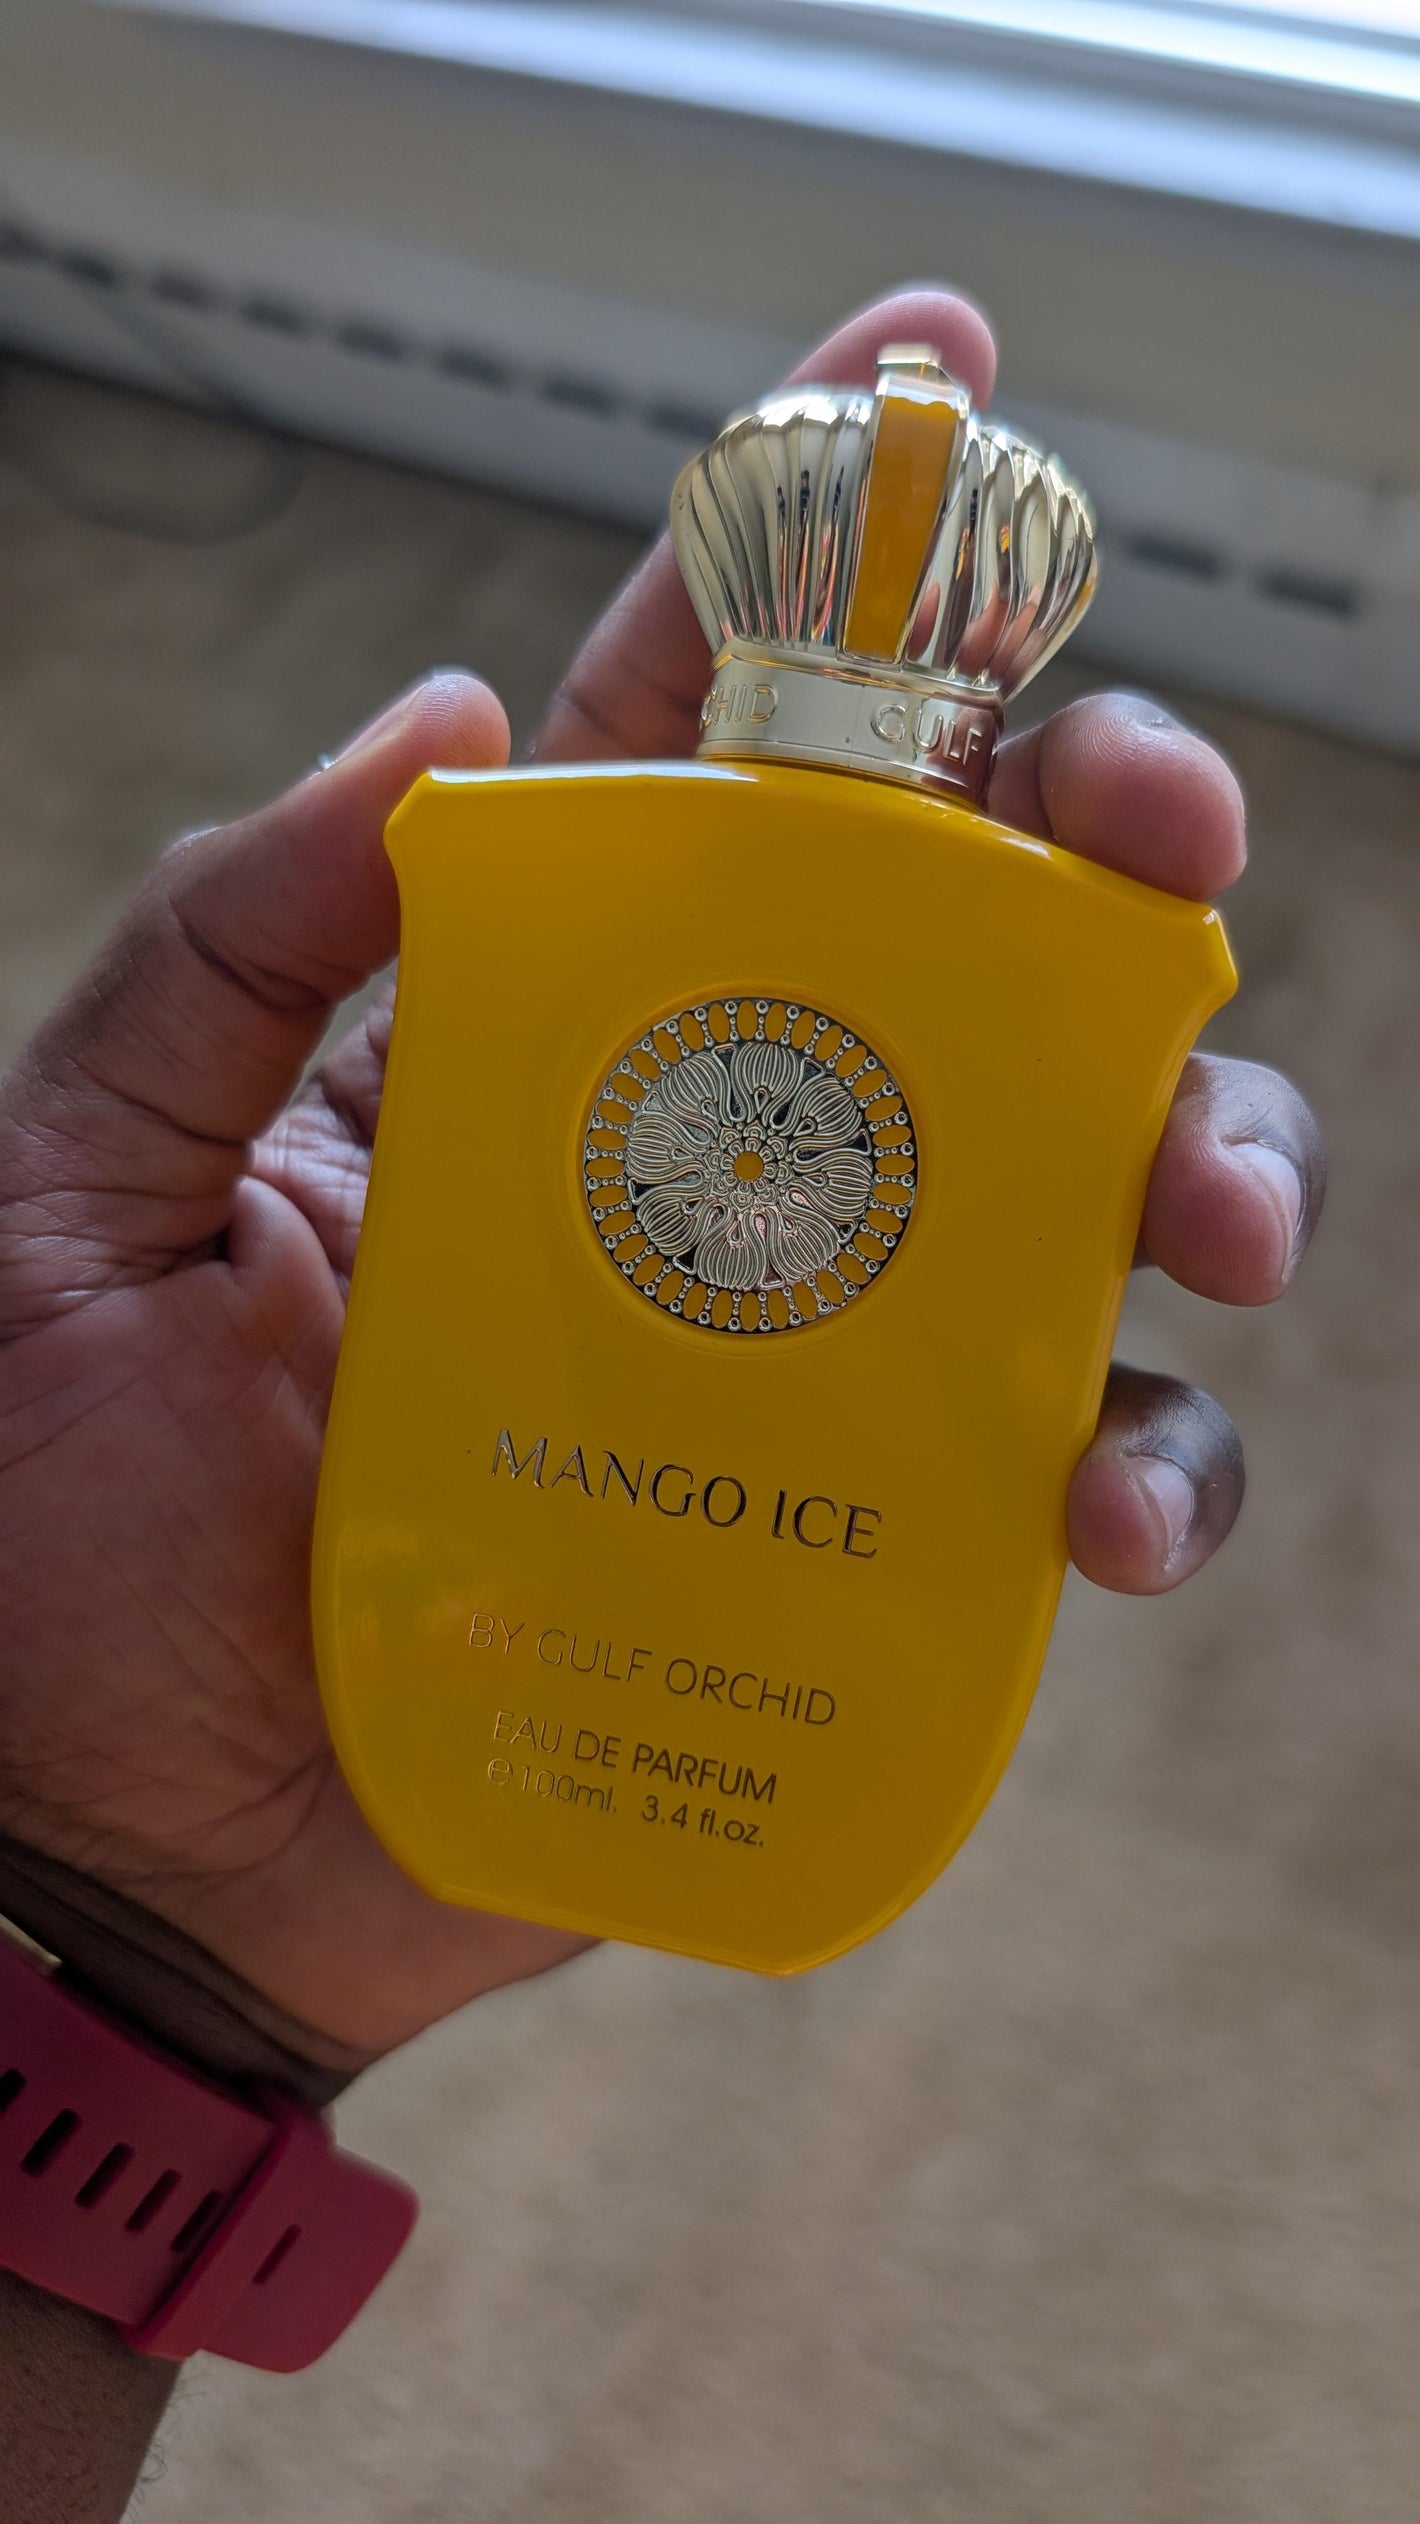 CHID GULF
MANGO ICE
BY GULF ORCHID
EAU DE PARFUM
℮100ml. 3.4 fl.oz.